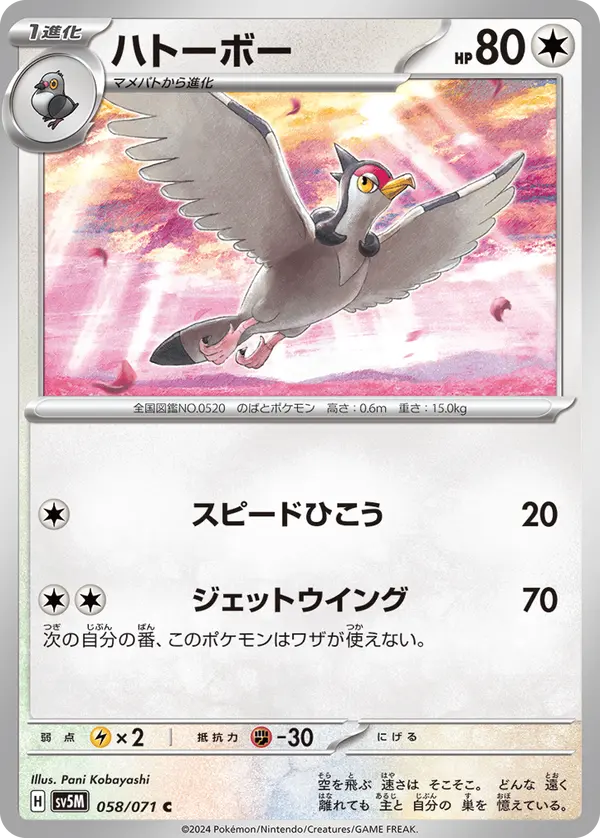 1進化
ハトーボー
HP80
マメパトから進化
全国図鑑NO.0520 のばとポケモン 高さ:0.6m 重さ:15.0kg
スピードひこう 20
ジェットウイング 70
次の自分の番、このポケモンはワザが使えない。
弱点 ×2 抵抗力 -30 にげる
Illus. Pani Kobayashi
H sv5M 058/071 C
空を飛ぶ 速さは そこそこ。どんな 遠く
離れても 主と 自分の 巣を 憶えている。
©2024 Pokémon/Nintendo/Creatures/GAME FREAK.